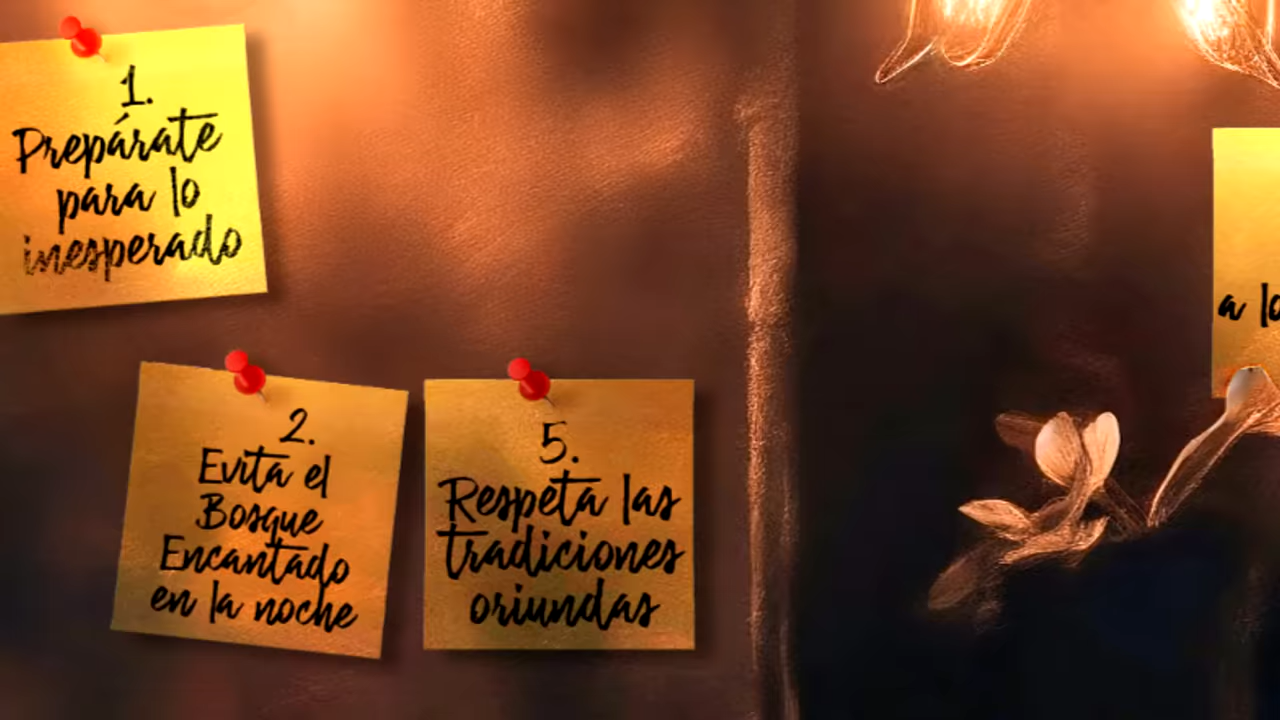 1.
Prepárate
para lo
inesperado
2.
Evita el
Bosque
Encantado
en la noche
5.
Respeta las
tradiciones
oriundas
a